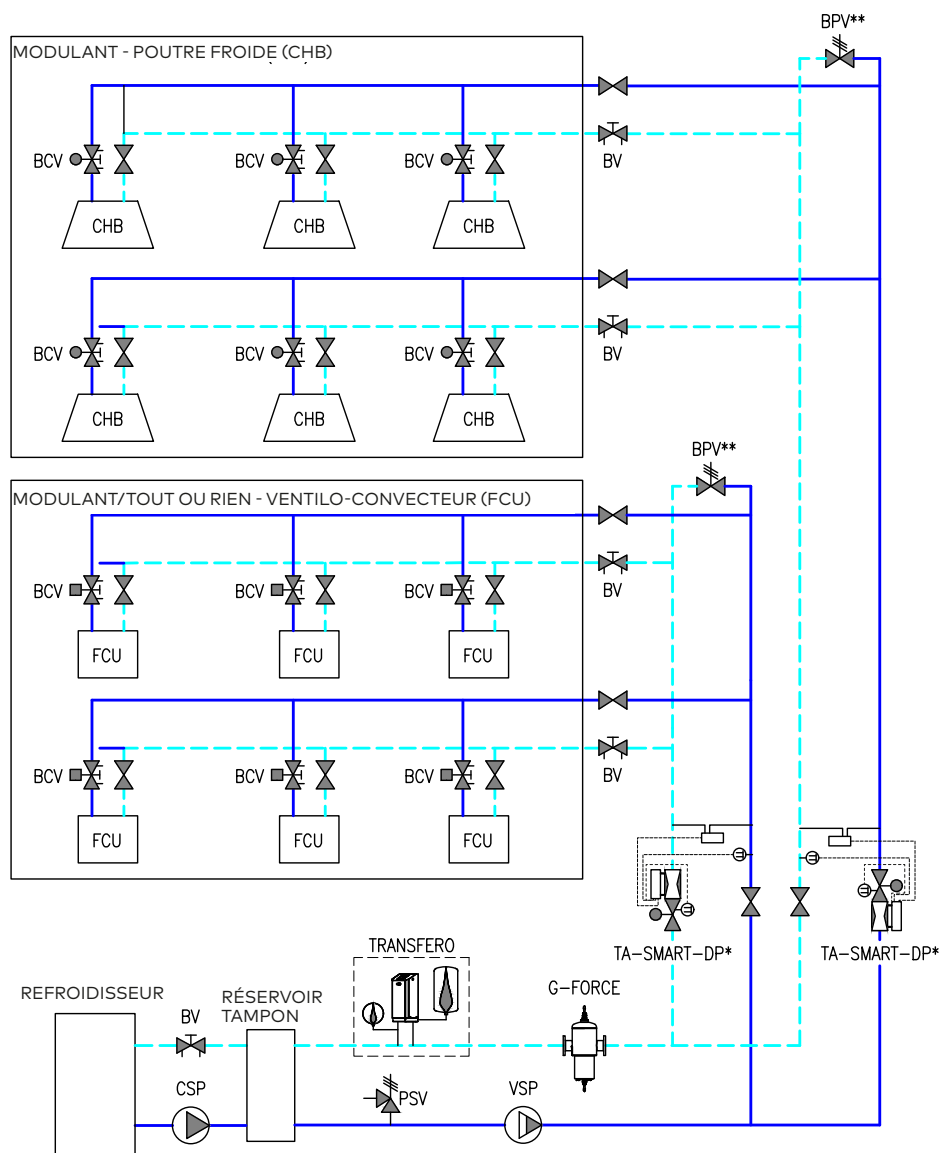 BPV**
MODULANT - POUTRE FROIDE (CHB)
BCV BCV BCV BV
CHB CHB CHB
BCV BCV BCV BV
CHB CHB CHB
BPV**
MODULANT/TOUT OU RIEN - VENTILO-CONVECTEUR (FCU)
BCV BCV BCV BV
FCU FCU FCU
BCV BCV BCV BV
FCU FCU FCU
TA-SMART-DP* TA-SMART-DP*
TRANSFERO
G-FORCE
REFROIDISSEUR
RÉSERVOIR
TAMPON
BV
CSP
PSV
VSP